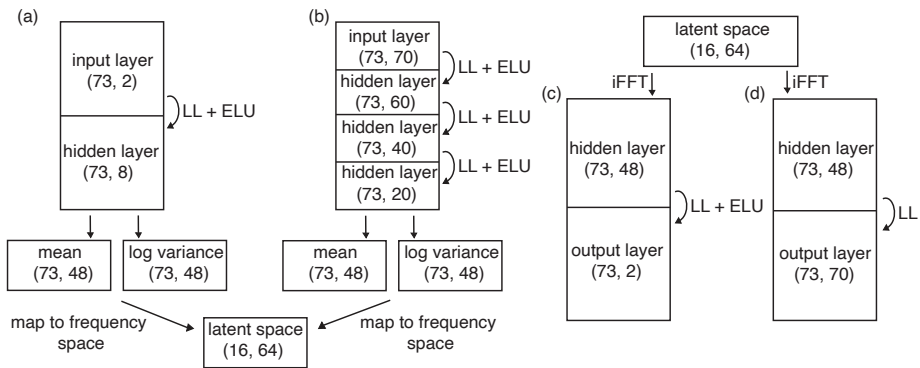 (a)
input layer
(73, 2)
LL + ELU
hidden layer
(73, 8)
mean
(73, 48)
log variance
(73, 48)
map to frequency
space
(b)
input layer
(73, 70)
LL + ELU
hidden layer
(73, 60)
LL + ELU
hidden layer
(73, 40)
LL + ELU
hidden layer
(73, 20)
mean
(73, 48)
log variance
(73, 48)
map to frequency
space
latent space
(16, 64)
latent space
(16, 64)
iFFT
iFFT
(c)
hidden layer
(73, 48)
LL + ELU
output layer
(73, 2)
(d)
hidden layer
(73, 48)
LL
output layer
(73, 70)